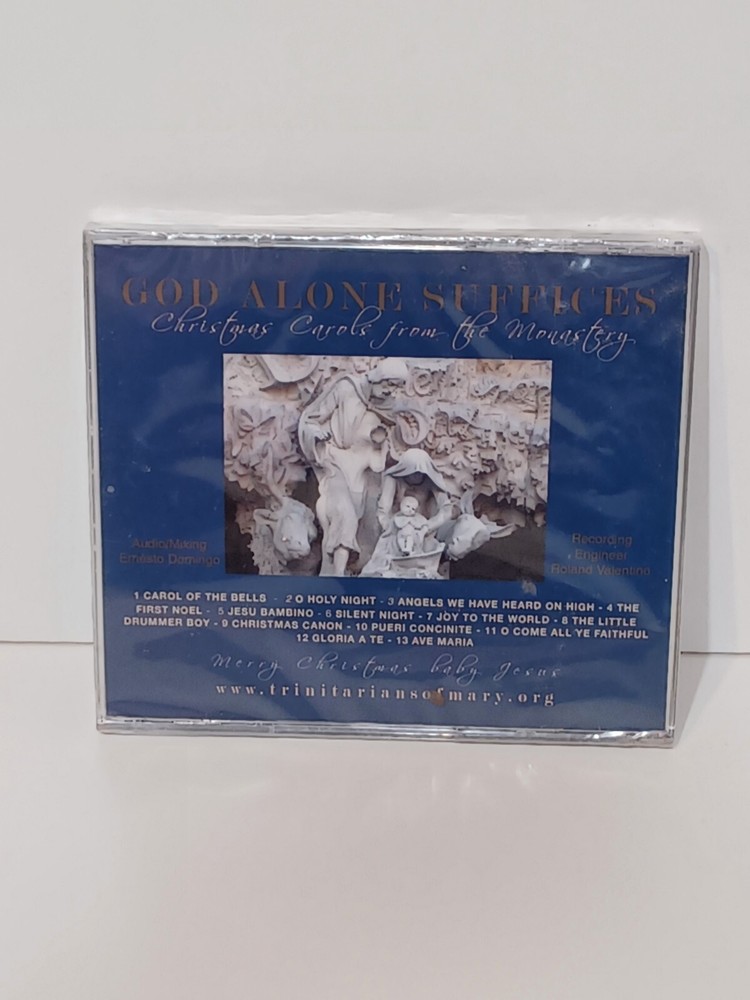 GOD ALONE SUFFICES
Christmas Carols from the Monastery
Audio/Mixing
Ernesto Domingo
Recording
Engineer
Roland Valentino
1 CAROL OF THE BELLS - 2 O HOLY NIGHT - 3 ANGELS WE HAVE HEARD ON HIGH - 4 THE
FIRST NOEL - 5 JESU BAMBINO - 6 SILENT NIGHT - 7 JOY TO THE WORLD - 8 THE LITTLE
DRUMMER BOY - 9 CHRISTMAS CANON - 10 PUERI CONCINITE - 11 O COME ALL YE FAITHFUL
12 GLORIA A TE - 13 AVE MARIA
Merry Christmas baby Jesus
www.trinitariansofmary.org